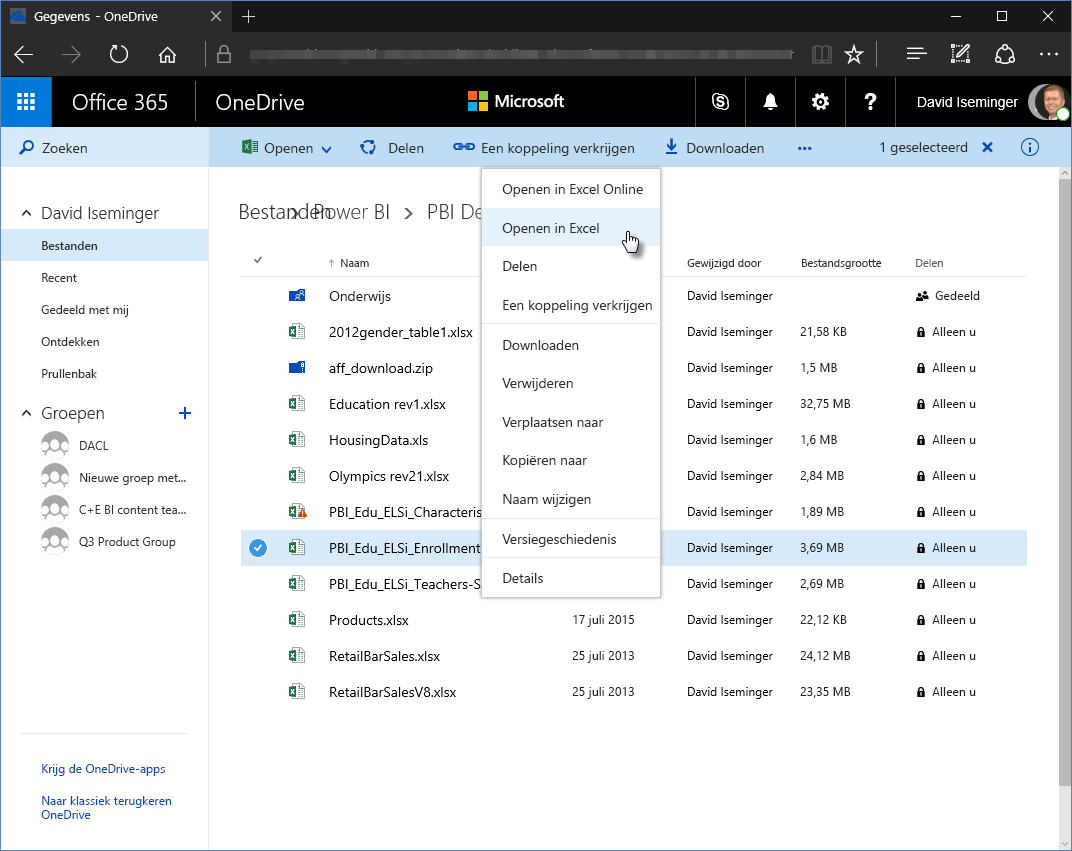 Gegevens - OneDrive
Office 365
OneDrive
Microsoft
David Iseminger
Zoeken
Openen
Delen
Een koppeling verkrijgen
Downloaden
1 geselecteerd
David Iseminger
Bestanden
Recent
Gedeeld met mij
Ontdekken
Prullenbak
Groepen
DACL
Nieuwe groep met...
C+E BI content tea...
Q3 Product Group
Krijg de OneDrive-apps
Naar klassiek terugkeren
OneDrive
Bestanden > Power BI > PBI De
Openen in Excel Online
Openen in Excel
Delen
Een koppeling verkrijgen
Downloaden
Verwijderen
Verplaatsen naar
Kopiëren naar
Naam wijzigen
Versiegeschiedenis
Details
Naam Gewijzigd door Bestandsgrootte Delen
Onderwijs David Iseminger Gedeeld
2012gender_table1.xlsx David Iseminger 21,58 KB Alleen u
aff_download.zip David Iseminger 1,5 MB Alleen u
Education rev1.xlsx David Iseminger 32,75 MB Alleen u
HousingData.xls David Iseminger 1,6 MB Alleen u
Olympics rev21.xlsx David Iseminger 2,84 MB Alleen u
PBI_Edu_ELSi_Characteris David Iseminger 1,89 MB Alleen u
PBI_Edu_ELSi_Enrollment David Iseminger 3,69 MB Alleen u
PBI_Edu_ELSi_Teachers-S David Iseminger 2,69 MB Alleen u
Products.xlsx 17 juli 2015 David Iseminger 22,12 KB Alleen u
RetailBarSales.xlsx 25 juli 2013 David Iseminger 24,12 MB Alleen u
RetailBarSalesV8.xlsx 25 juli 2013 David Iseminger 23,35 MB Alleen u